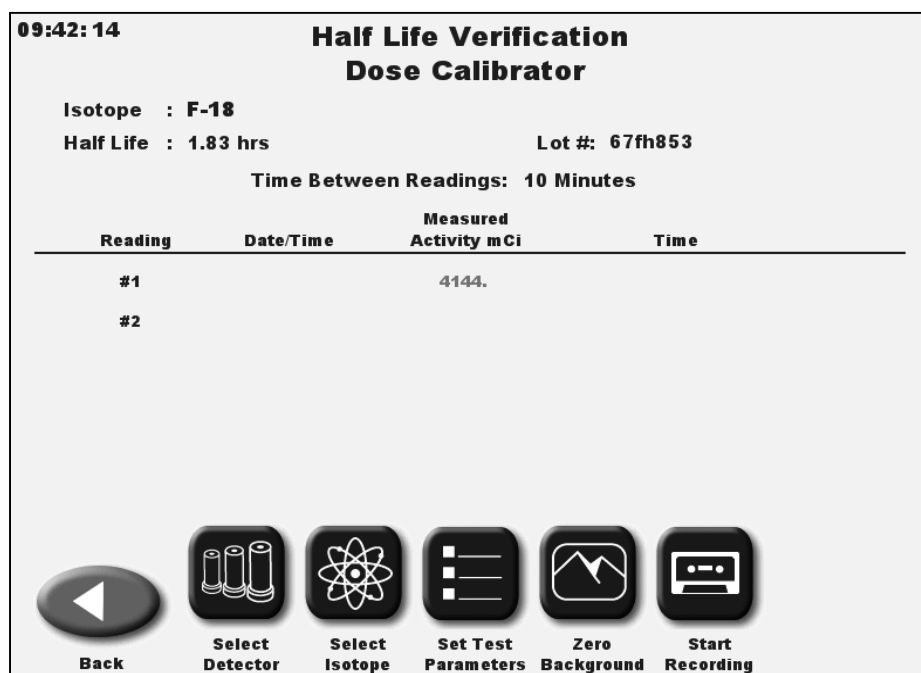 09:42:14
Half Life Verification
Dose Calibrator
Isotope : F-18
Half Life : 1.83 hrs Lot #: 67fh853
Time Between Readings: 10 Minutes
Measured
Reading Date/Time Activity mCi Time
#1 4144.
#2
Select Select Set Test Zero Start
Back Detector Isotope Parameters Background Recording